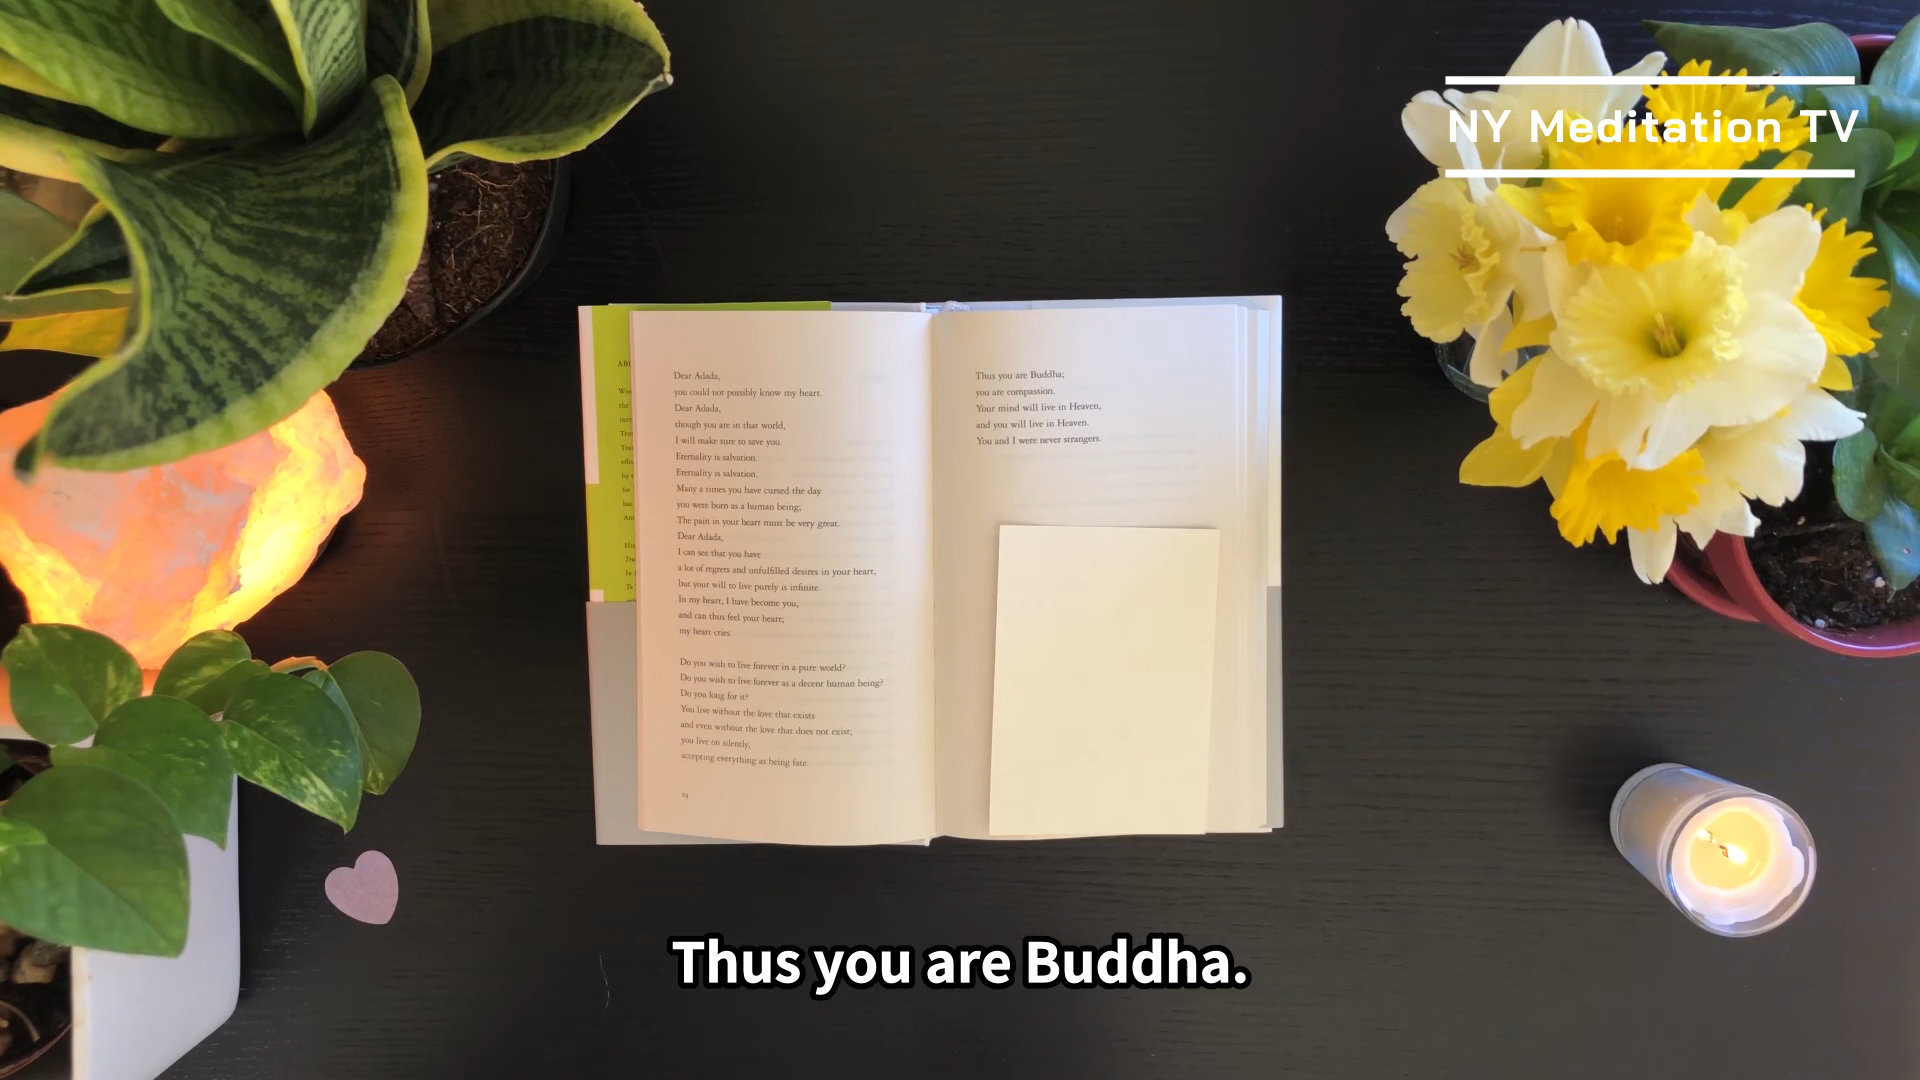 NY Meditation TV
ABO
Dear Adada,
you could not possibly know my heart.
Dear Adada,
though you are in that world,
I will make sure to save you.
Eternality is salvation.
Eternality is salvation.
Many a times you have cursed the day
you were born as a human being;
The pain in your heart must be very great.
Dear Adada,
I can see that you have
a lot of regrets and unfulfilled desires in your heart,
but your will to live purely is infinite.
In my heart, I have become you,
and can thus feel your heart;
my heart cries.
Do you wish to live forever in a pure world?
Do you wish to live forever as a decent human being?
Do you long for it?
You live without the love that exists
and even without the love that does not exist;
you live on silently,
accepting everything as being fate.
24
Thus you are Buddha;
you are compassion.
Your mind will live in Heaven,
and you will live in Heaven.
You and I were never strangers.
Thus you are Buddha.